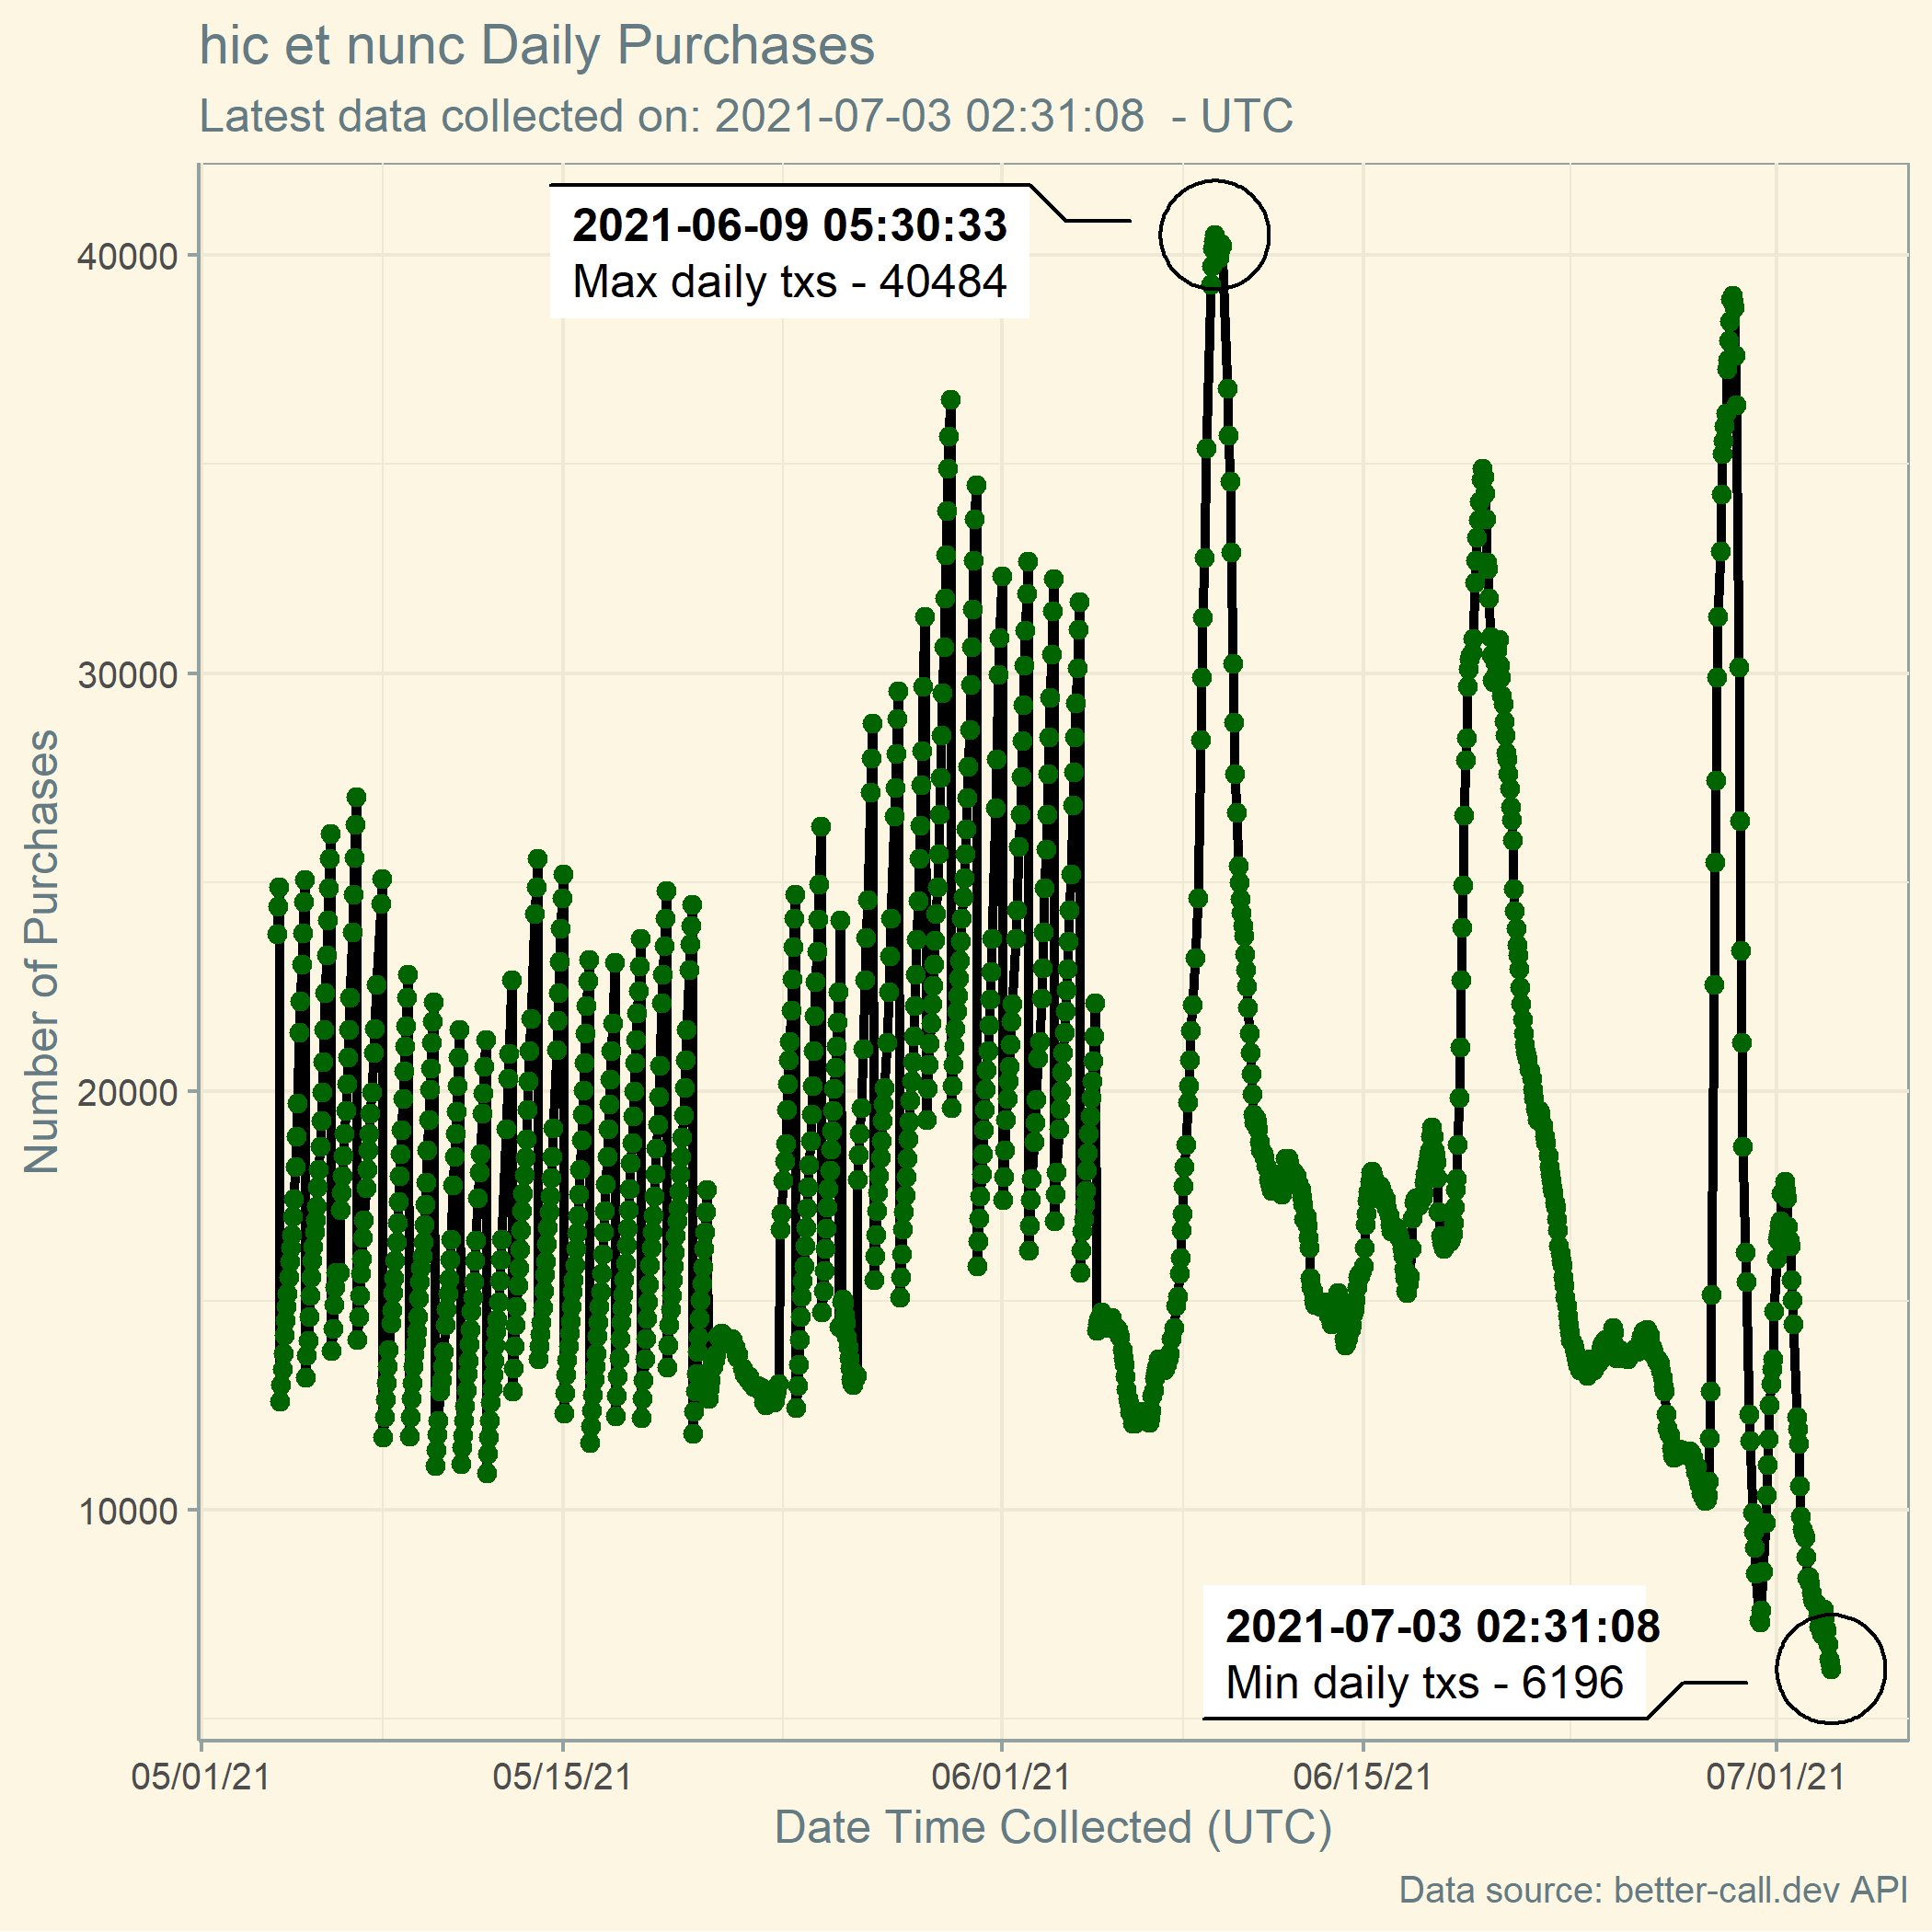 hic et nunc Daily Purchases
Latest data collected on: 2021-07-03 02:31:08  - UTC
2021-06-09 05:30:33
Max daily txs - 40484
40000
30000
20000
10000
Number of Purchases
2021-07-03 02:31:08
Min daily txs - 6196
05/01/21 05/15/21 06/01/21 06/15/21 07/01/21
Date Time Collected (UTC)
Data source: better-call.dev API